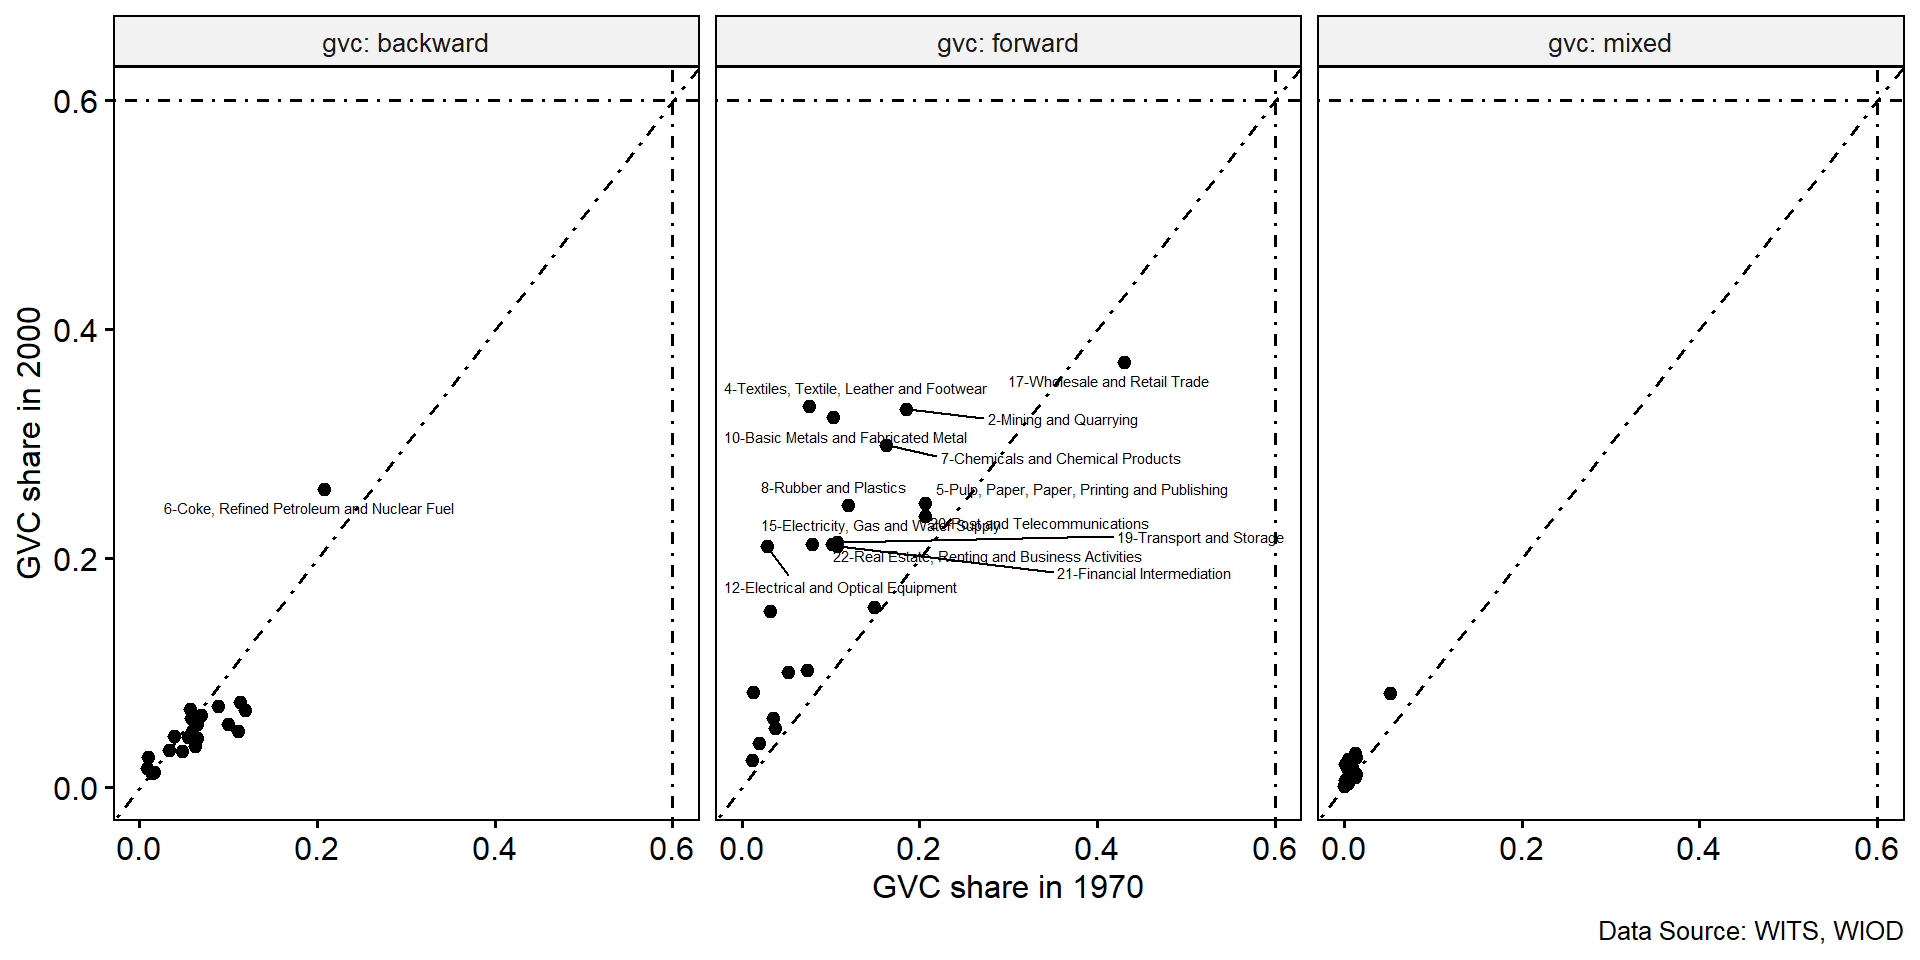 gvc: backward
gvc: forward
gvc: mixed
GVC share in 2000
0.6
0.4
0.2
0.0
6-Coke, Refined Petroleum and Nuclear Fuel
17-Wholesale and Retail Trade
4-Textiles, Textile, Leather and Footwear
2-Mining and Quarrying
10-Basic Metals and Fabricated Metal
7-Chemicals and Chemical Products
8-Rubber and Plastics
5-Pulp, Paper, Paper, Printing and Publishing
20-Post and Telecommunications
15-Electricity, Gas and Water Supply
19-Transport and Storage
22-Real Estate, Renting and Business Activities
21-Financial Intermediation
12-Electrical and Optical Equipment
0.0 0.2 0.4 0.6
0.0 0.2 0.4 0.6
0.0 0.2 0.4 0.6
GVC share in 1970
Data Source: WITS, WIOD